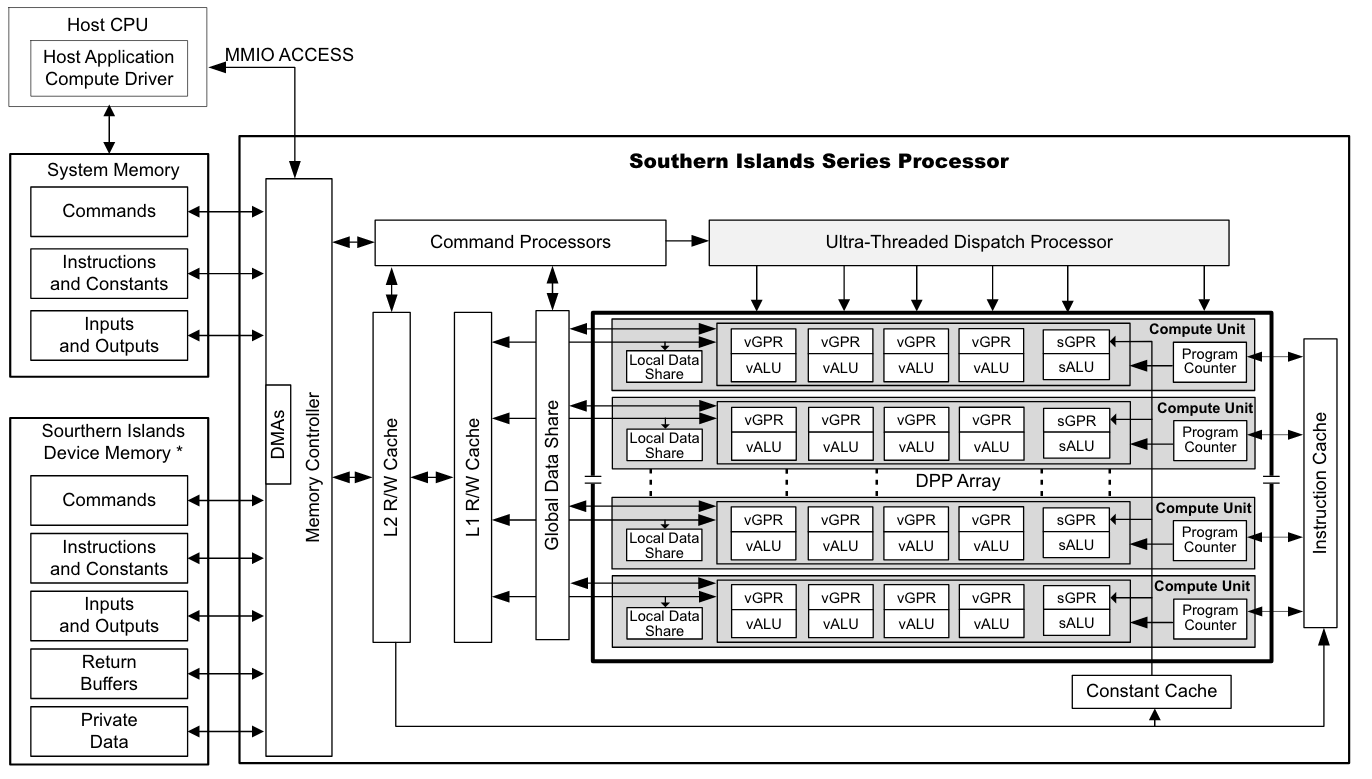 Host CPU
Host Application
Compute Driver
MMIO ACCESS
System Memory
Commands
Instructions
and Constants
Inputs
and Outputs
Sourthern Islands
Device Memory *
Commands
Instructions
and Constants
Inputs
and Outputs
Return
Buffers
Private
Data
Southern Islands Series Processor
DMAs
Memory Controller
Command Processors
Ultra-Threaded Dispatch Processor
L2 R/W Cache
L1 R/W Cache
Global Data Share
Compute Unit
Local Data
Share
vGPR vGPR vGPR vGPR sGPR
vALU vALU vALU vALU sALU
Program
Counter
Compute Unit
Local Data
Share
vGPR vGPR vGPR vGPR sGPR
vALU vALU vALU vALU sALU
Program
Counter
DPP Array
Compute Unit
Local Data
Share
vGPR vGPR vGPR vGPR sGPR
vALU vALU vALU vALU sALU
Program
Counter
Compute Unit
Local Data
Share
vGPR vGPR vGPR vGPR sGPR
vALU vALU vALU vALU sALU
Program
Counter
Instruction Cache
Constant Cache